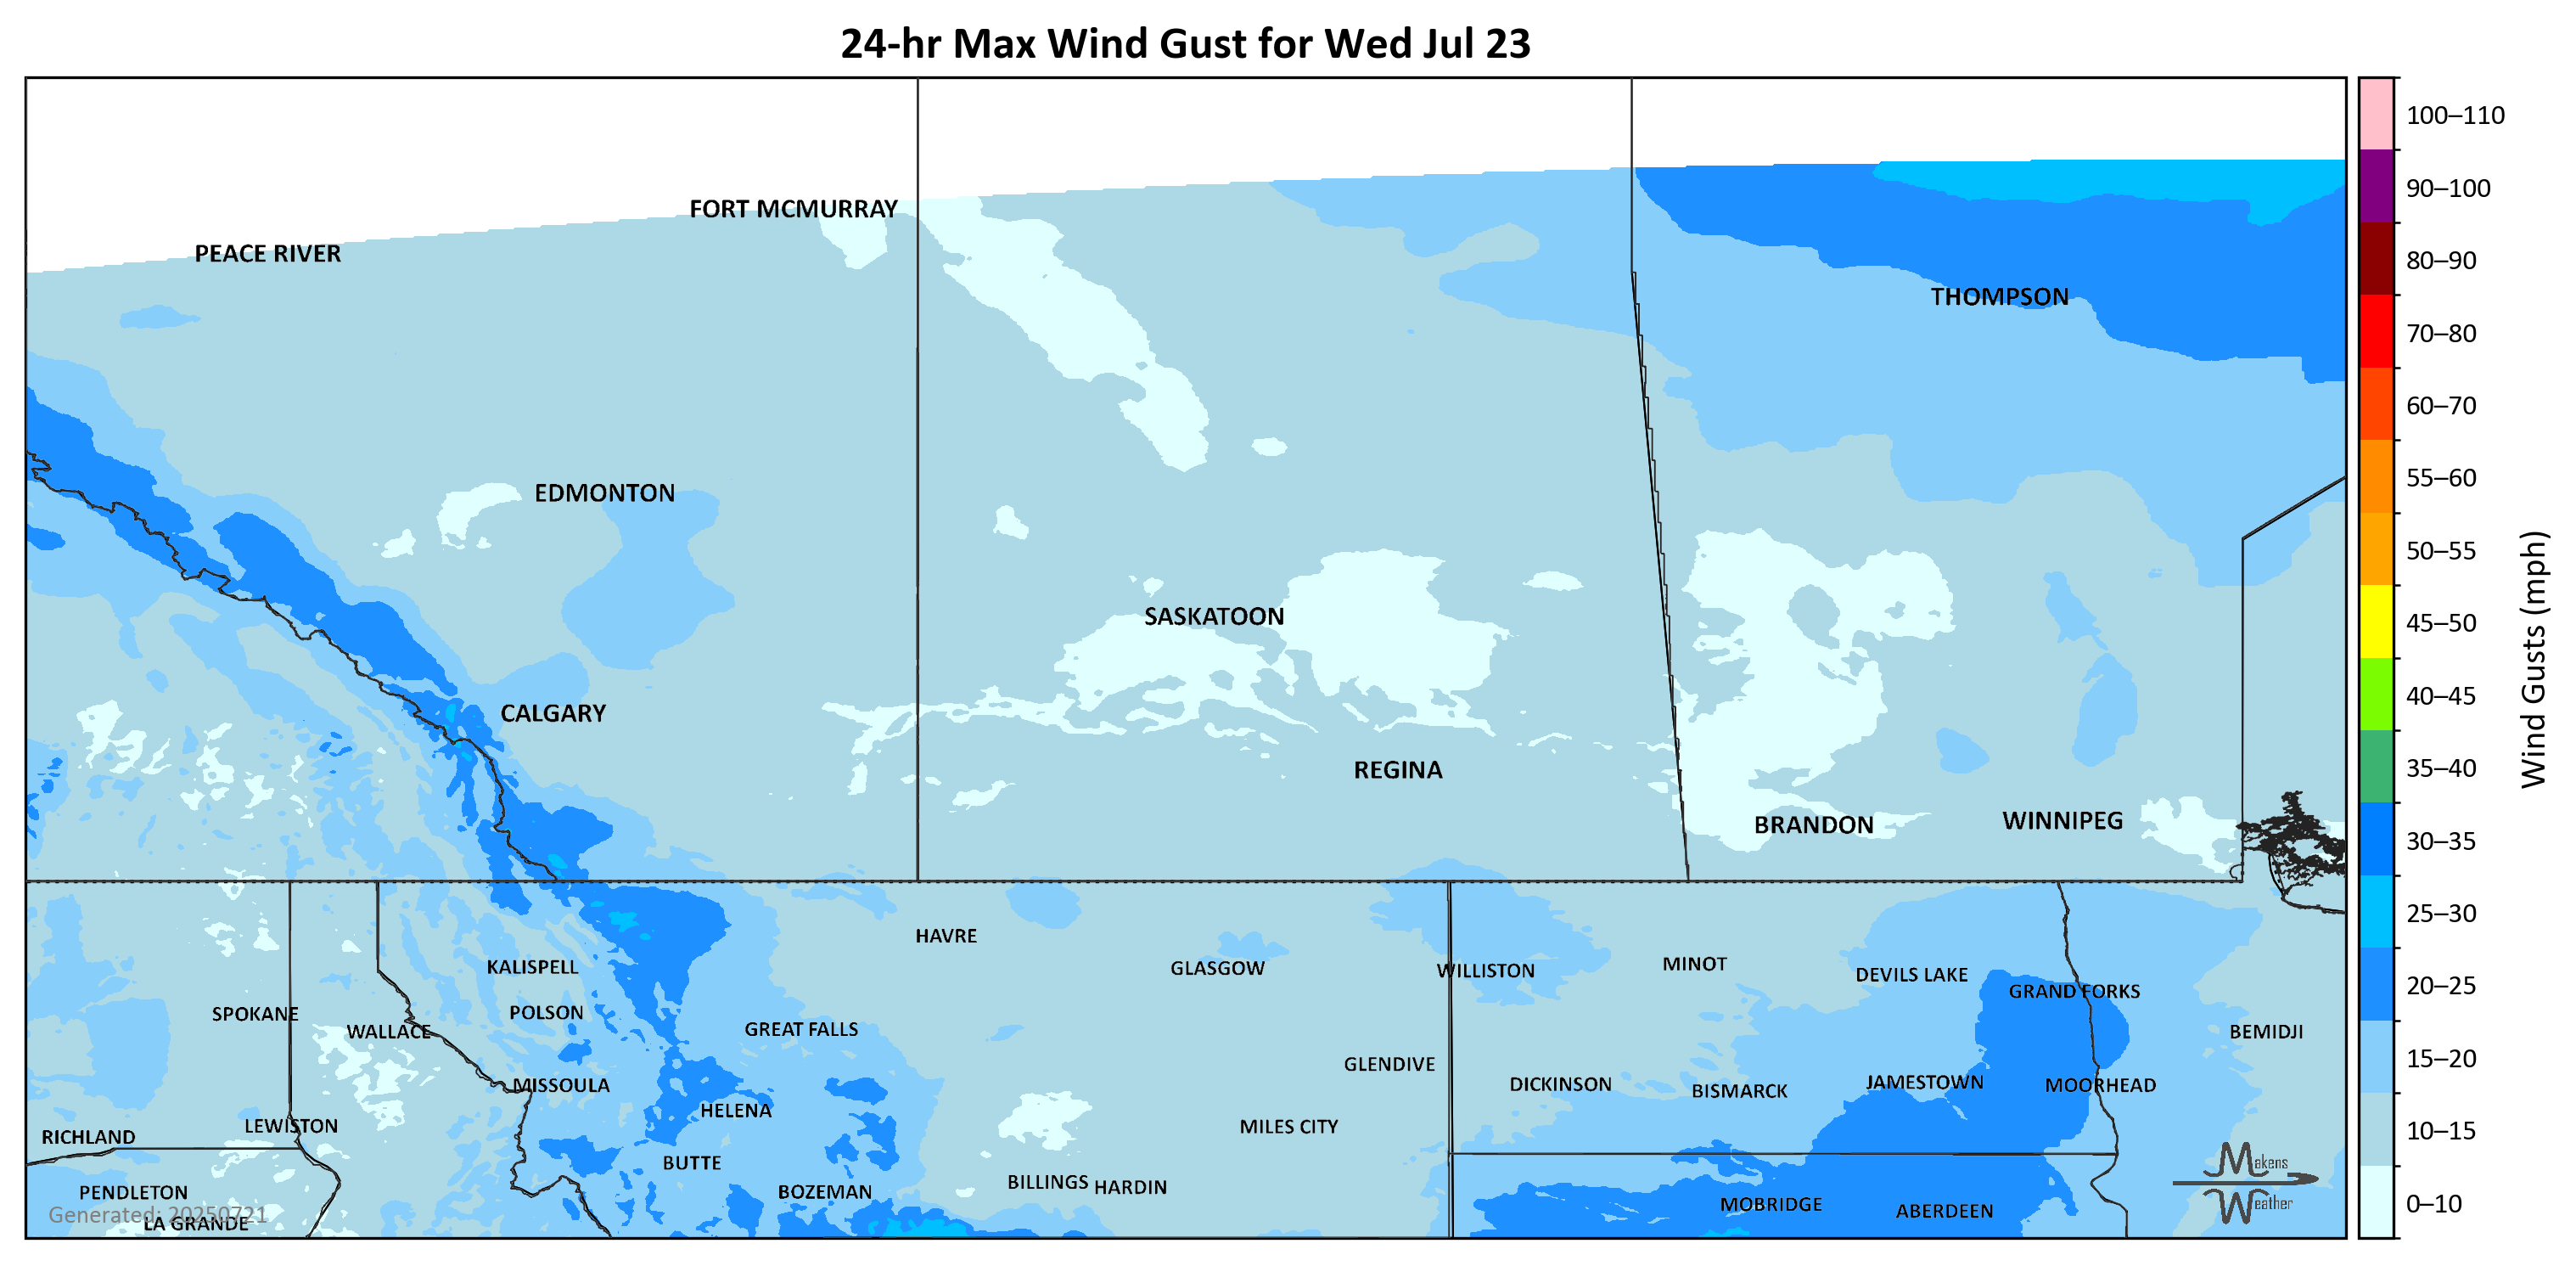 24-hr Max Wind Gust for Wed Jul 23
100–110
90–100
80–90
70–80
60–70
55–60
50–55
45–50
40–45
35–40
30–35
25–30
20–25
15–20
10–15
0–10
Wind Gusts (mph)
FORT MCMURRAY
PEACE RIVER
THOMPSON
EDMONTON
SASKATOON
CALGARY
REGINA
BRANDON
WINNIPEG
HAVRE
KALISPELL
GLASGOW
WILLISTON
MINOT
DEVILS LAKE
GRAND FORKS
SPOKANE
POLSON
WALLACE
GREAT FALLS
BEMIDJI
GLENDIVE
MISSOULA
DICKINSON
BISMARCK
JAMESTOWN
MOORHEAD
HELENA
LEWISTON
MILES CITY
RICHLAND
BUTTE
BILLINGS
HARDIN
PENDLETON
BOZEMAN
MOBRIDGE
ABERDEEN
LA GRANDE
Generated: 20250721
Makens
Weather